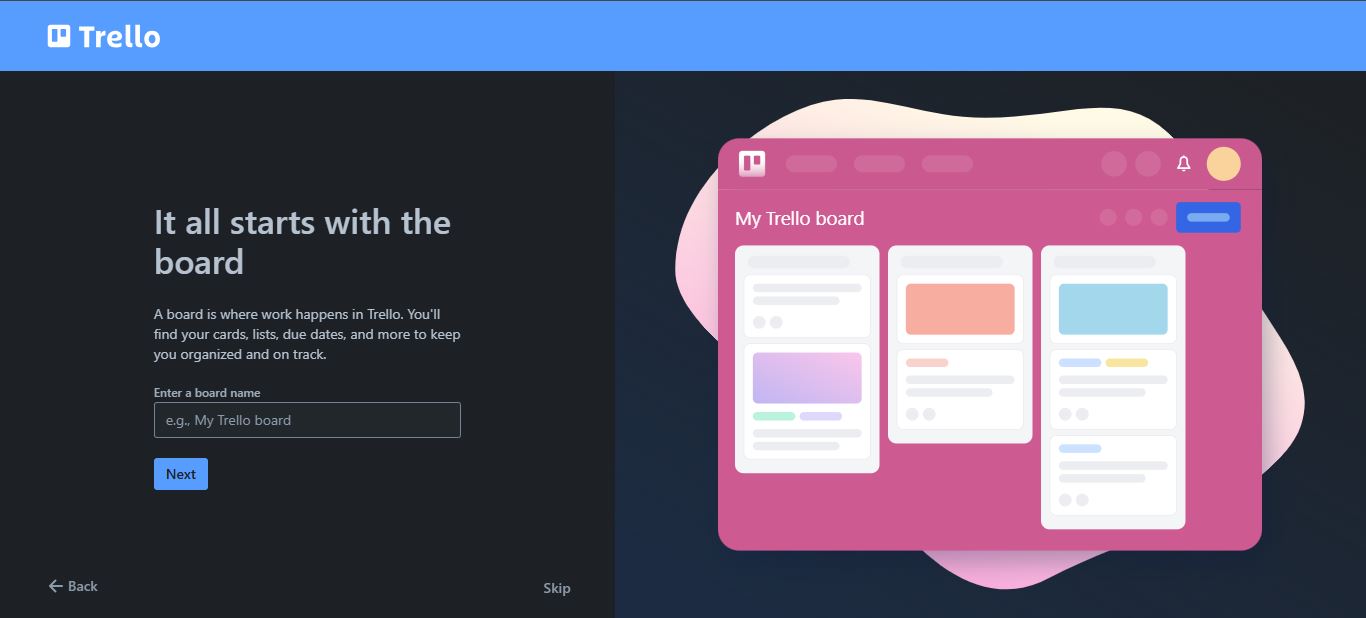 Trello
It all starts with the
board
A board is where work happens in Trello. You'll
find your cards, lists, due dates, and more to keep
you organized and on track.
Enter a board name
e.g., My Trello board
Next
Back
Skip
My Trello board